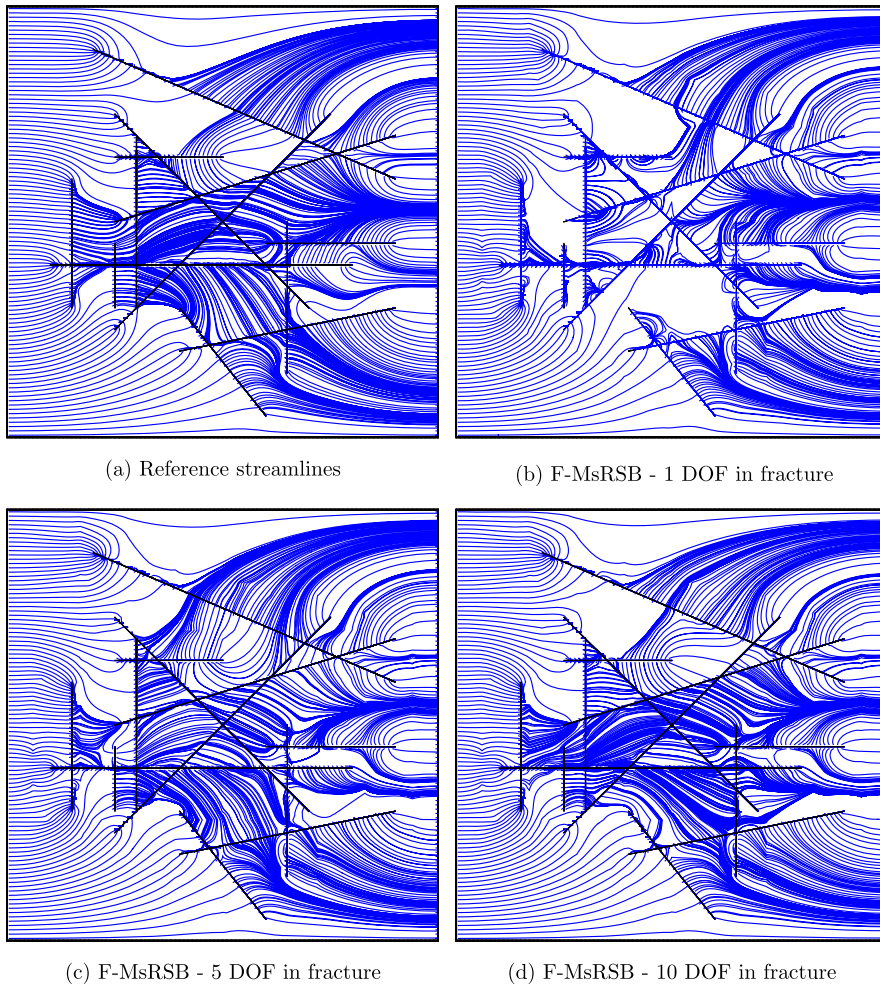 (a) Reference streamlines
(b) F-MsRSB - 1 DOF in fracture
(c) F-MsRSB - 5 DOF in fracture
(d) F-MsRSB - 10 DOF in fracture